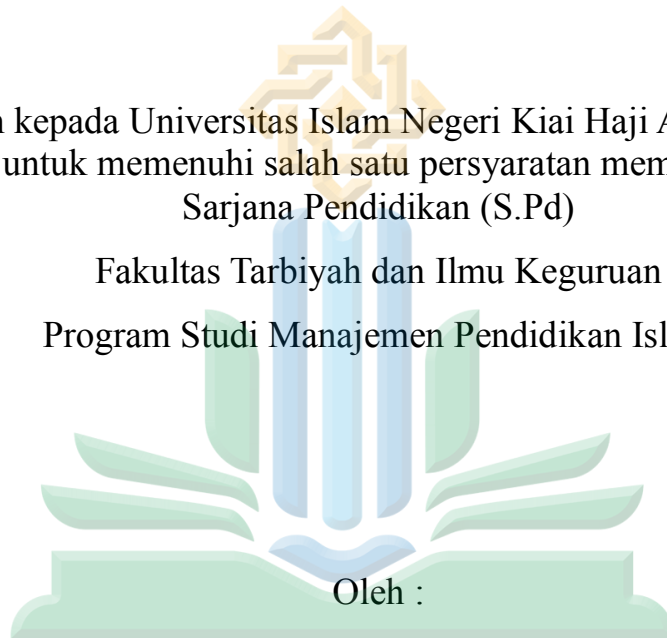 kepada Universitas Islam Negeri Kiai Haji
untuk memenuhi salah satu persyaratan
Sarjana Pendidikan (S.Pd)
Fakultas Tarbiyah dan Ilmu Keguruan
Program Studi Manajemen Pendidikan
Oleh :